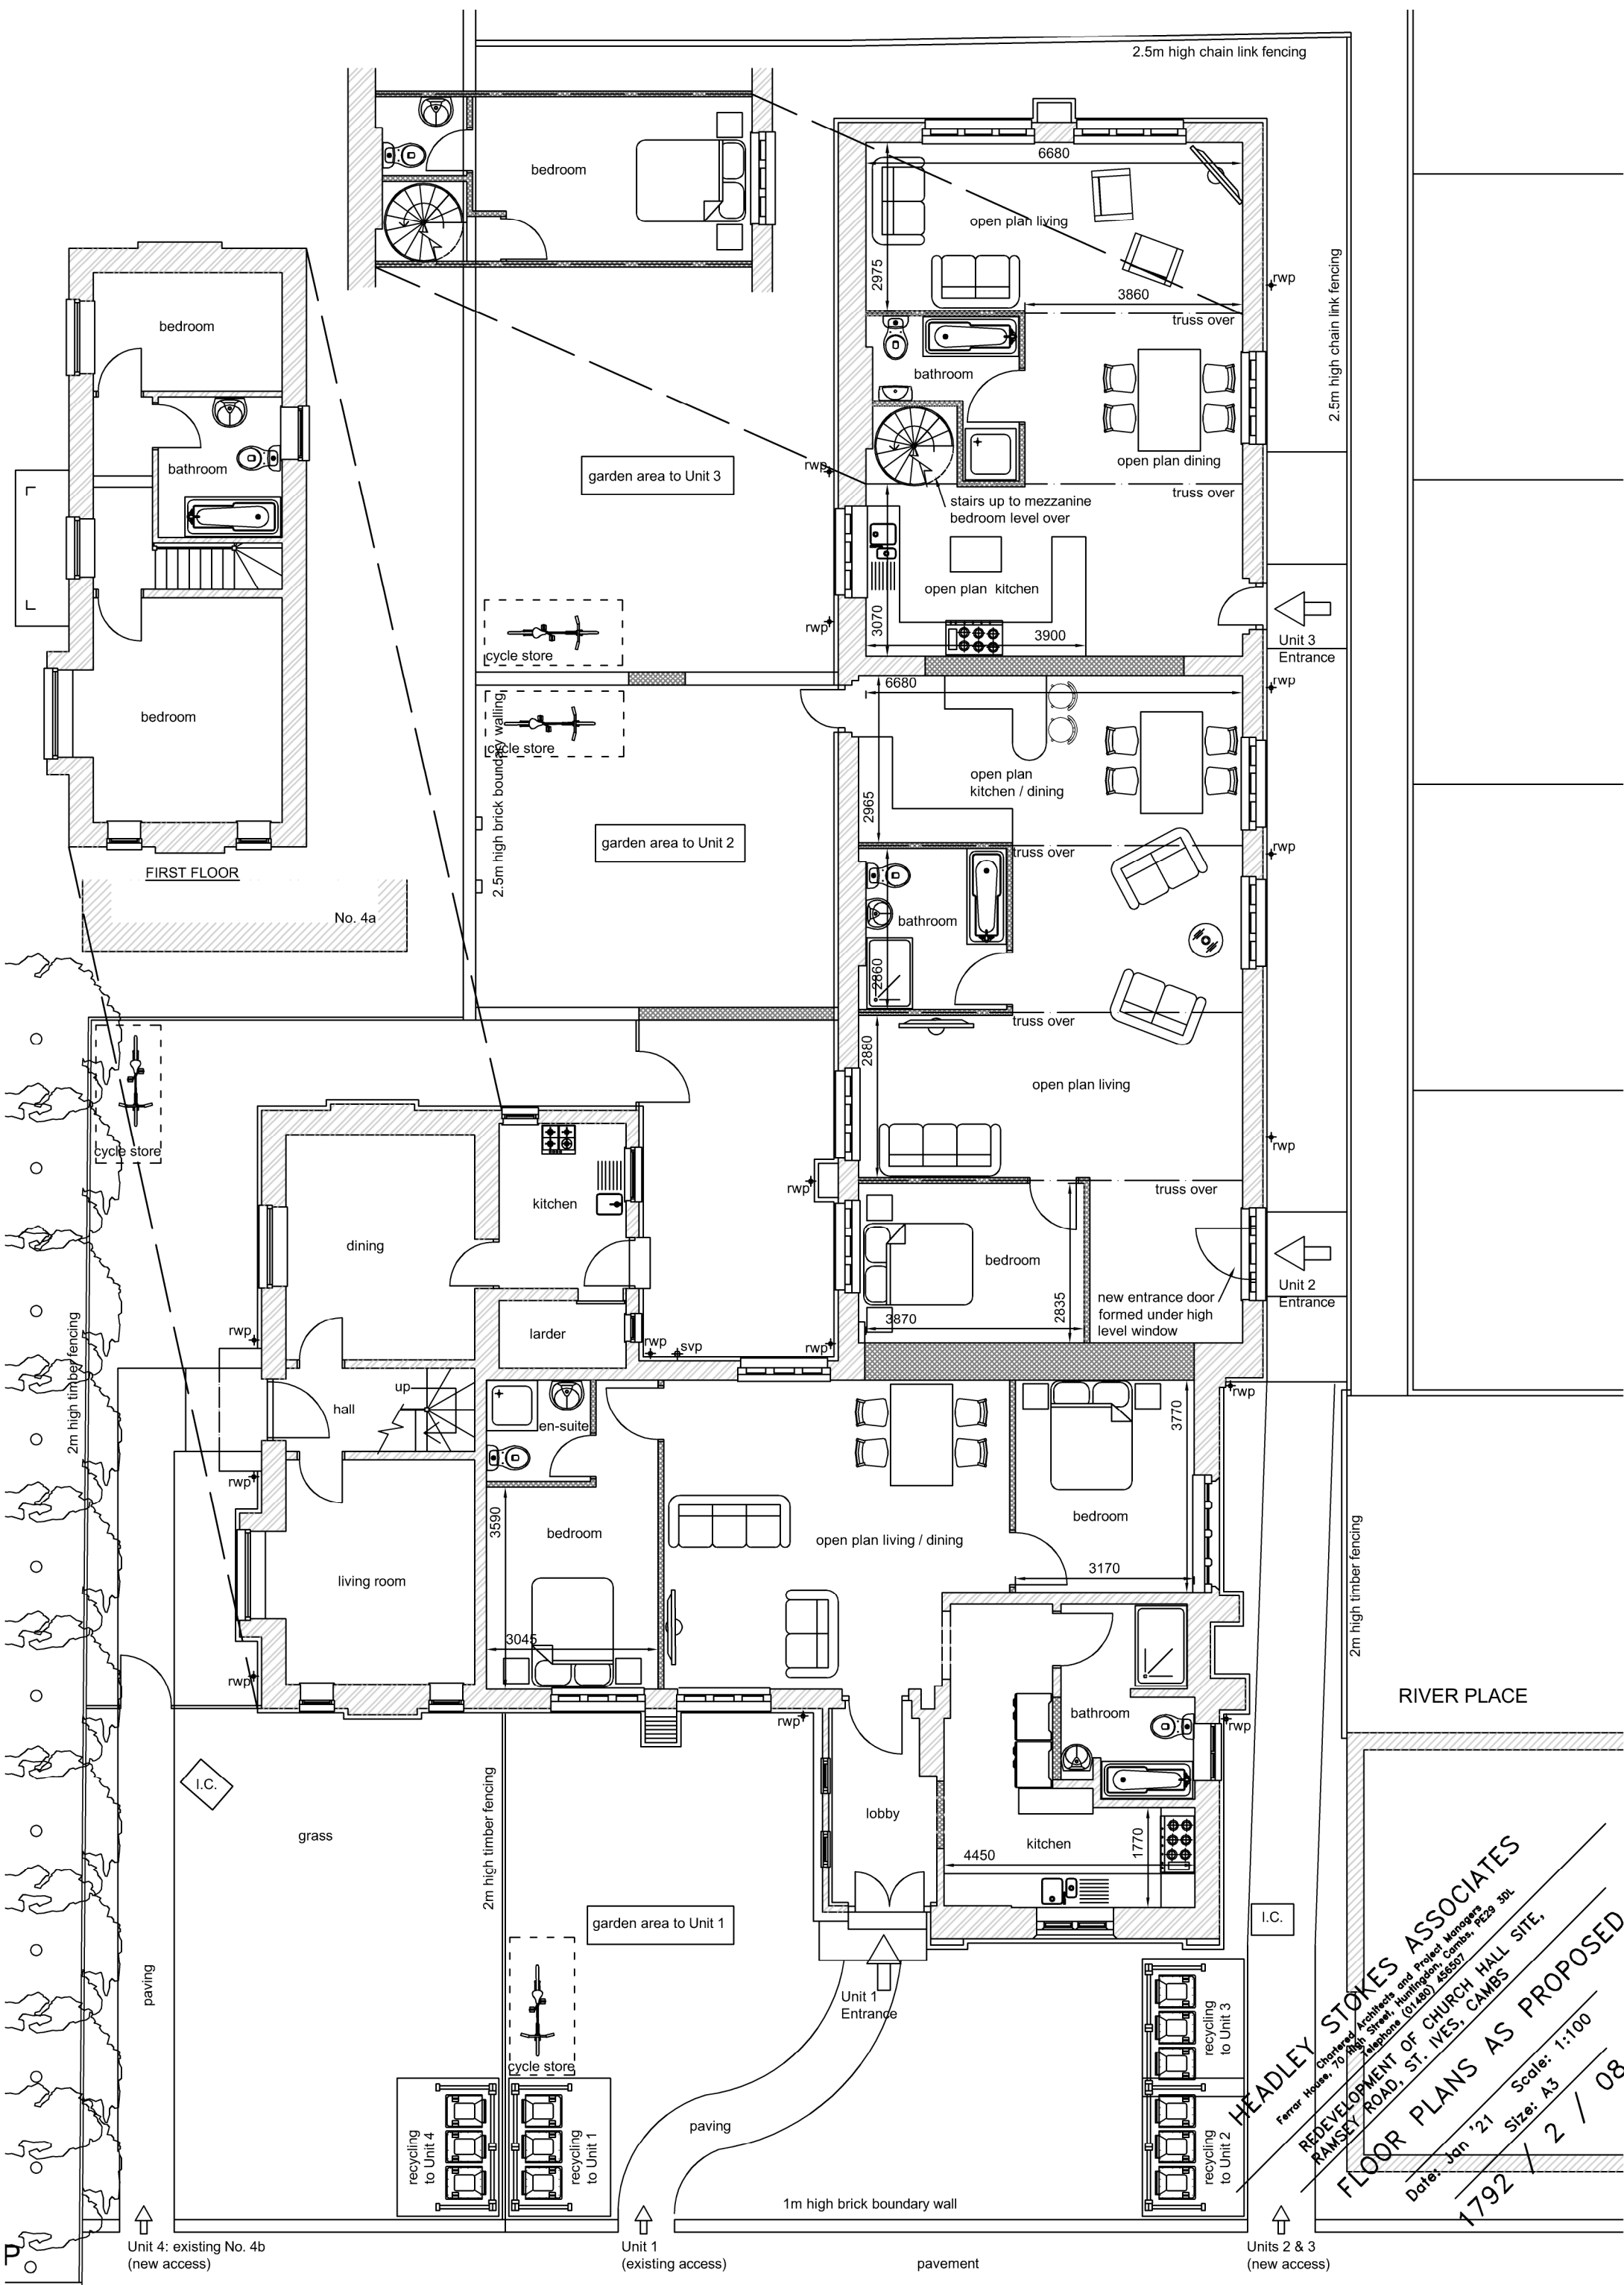 2.5m high chain link fencing
bedroom
6680
open plan living
2975
3860
truss over
rwp
2.5m high chain link fencing
bedroom
bathroom
bathroom
open plan dining
rwp
garden area to Unit 3
truss over
stairs up to mezzanine
bedroom level over
open plan kitchen
3070
3900
rwp
cycle store
Unit 3
Entrance
rwp
6680
bedroom
cycle store
2.5m high brick boundary walling
open plan
kitchen / dining
2965
garden area to Unit 2
truss over
rwp
FIRST FLOOR
No. 4a
bathroom
2860
truss over
2880
open plan living
cycle store
rwp
rwp
truss over
kitchen
dining
bedroom
3870
2835
new entrance door
formed under high
level window
Unit 2
Entrance
larder
rwp
rwp
svp
rwp
2m high timber fencing
up
hall
en-suite
rwp
3770
rwp
3590
bedroom
open plan living / dining
bedroom
3170
living room
3045
2m high timber fencing
rwp
rwp
bathroom
rwp
RIVER PLACE
I.C.
grass
2m high timber fencing
lobby
kitchen
4450
1770
garden area to Unit 1
I.C.
paving
Unit 1
Entrance
cycle store
recycling
to Unit 3
recycling
to Unit 4
recycling
to Unit 1
paving
recycling
to Unit 2
1m high brick boundary wall
HEADLEY STOKES ASSOCIATES
Chartered Architects and Project Managers
Ferrar House, 70 High Street, Huntingdon, Cambs, PE29 3DL
Telephone (01480) 456507
REDEVELOPMENT OF CHURCH HALL SITE,
RAMSEY ROAD, ST. IVES, CAMBS
FLOOR PLANS AS PROPOSED
Date: Jan '21 Scale: 1:100
Size: A3
1792 / 2 / 08
P
Unit 4: existing No. 4b
(new access)
Unit 1
(existing access)
pavement
Units 2 & 3
(new access)